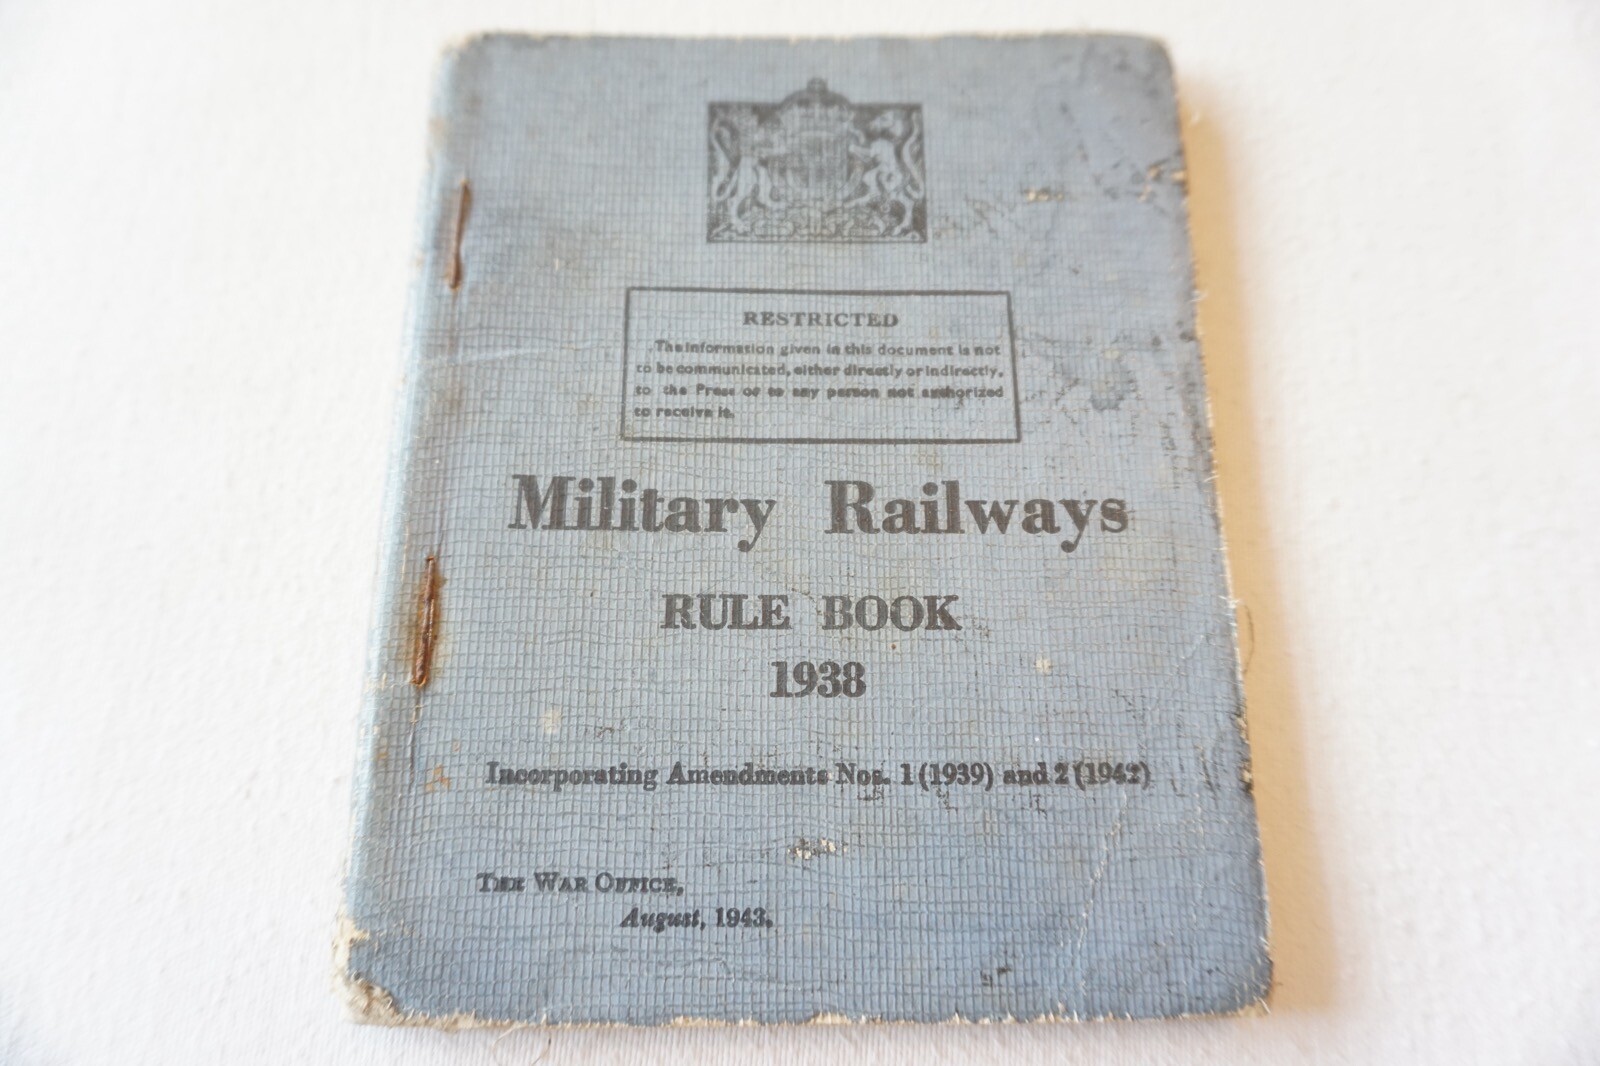 RESTRICTED
The information given in this document is not
to be communicated, either directly or indirectly,
to the Press or to any person not authorized
to receive it.
Military Railways
RULE BOOK
1938
Incorporating Amendments Nos. 1 (1939) and 2 (1942)
THE WAR OFFICE,
August, 1943.